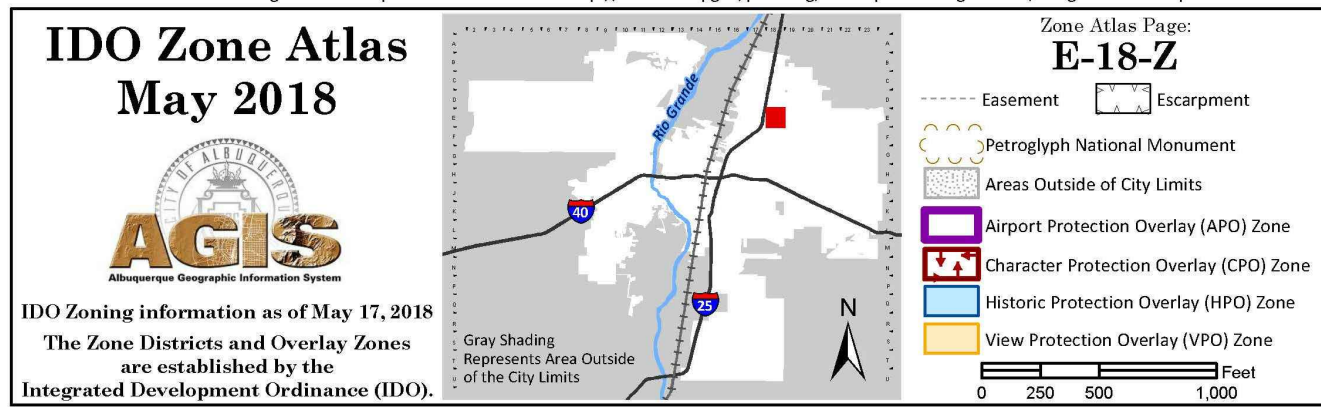 IDO Zone Atlas
May 2018
CITY OF ALBUQUERQUE
AGIS
Albuquerque Geographic Information System
IDO Zoning information as of May 17, 2018
The Zone Districts and Overlay Zones
are established by the
Integrated Development Ordinance (IDO).
Rio Grande
40
25
Gray Shading
Represents Area Outside
of the City Limits
N
Zone Atlas Page:
E-18-Z
Easement
Escarpment
Petroglyph National Monument
Areas Outside of City Limits
Airport Protection Overlay (APO) Zone
Character Protection Overlay (CPO) Zone
Historic Protection Overlay (HPO) Zone
View Protection Overlay (VPO) Zone
Feet
0 250 500 1,000